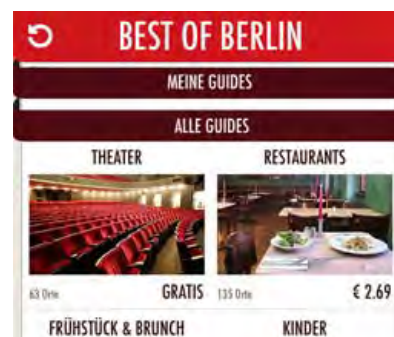 BEST OF BERLIN
MEINE GUIDES
ALLE GUIDES
THEATER
RESTAURANTS
63 Orte
GRATIS
135 Orte
€ 2.69
FRÜHSTÜCK & BRUNCH
KINDER